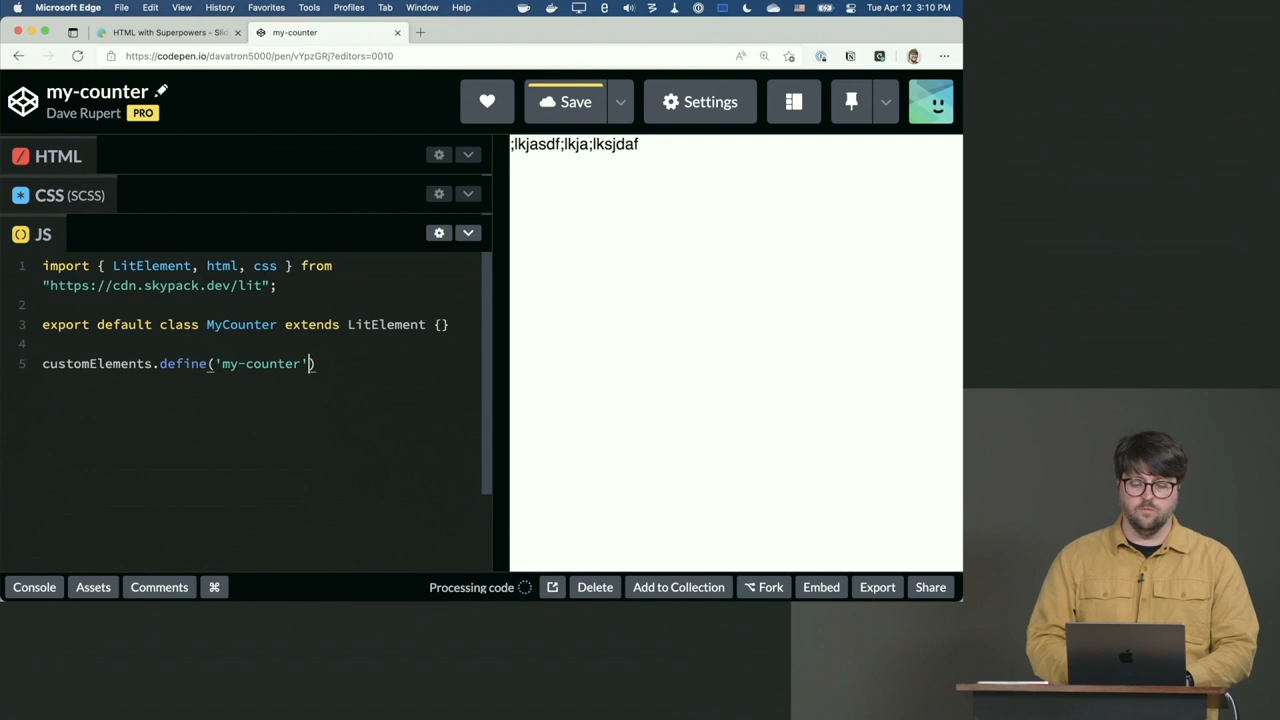 Microsoft Edge File Edit View History Favorites Tools Profiles Tab Window Help Tue Apr 12 3:10 PM
HTML with Superpowers - Slid
my-counter
https://codepen.io/davatron5000/pen/vYpzGRj?editors=0010
my-counter
Dave Rupert PRO
Save
Settings
HTML
CSS (SCSS)
JS
1 import { LitElement, html, css } from
"https://cdn.skypack.dev/lit";
2
3 export default class MyCounter extends LitElement {}
4
5 customElements.define('my-counter')
;lkjasdf;lkja;lksjdaf
Console Assets Comments ⌘ Processing code Delete Add to Collection Fork Embed Export Share